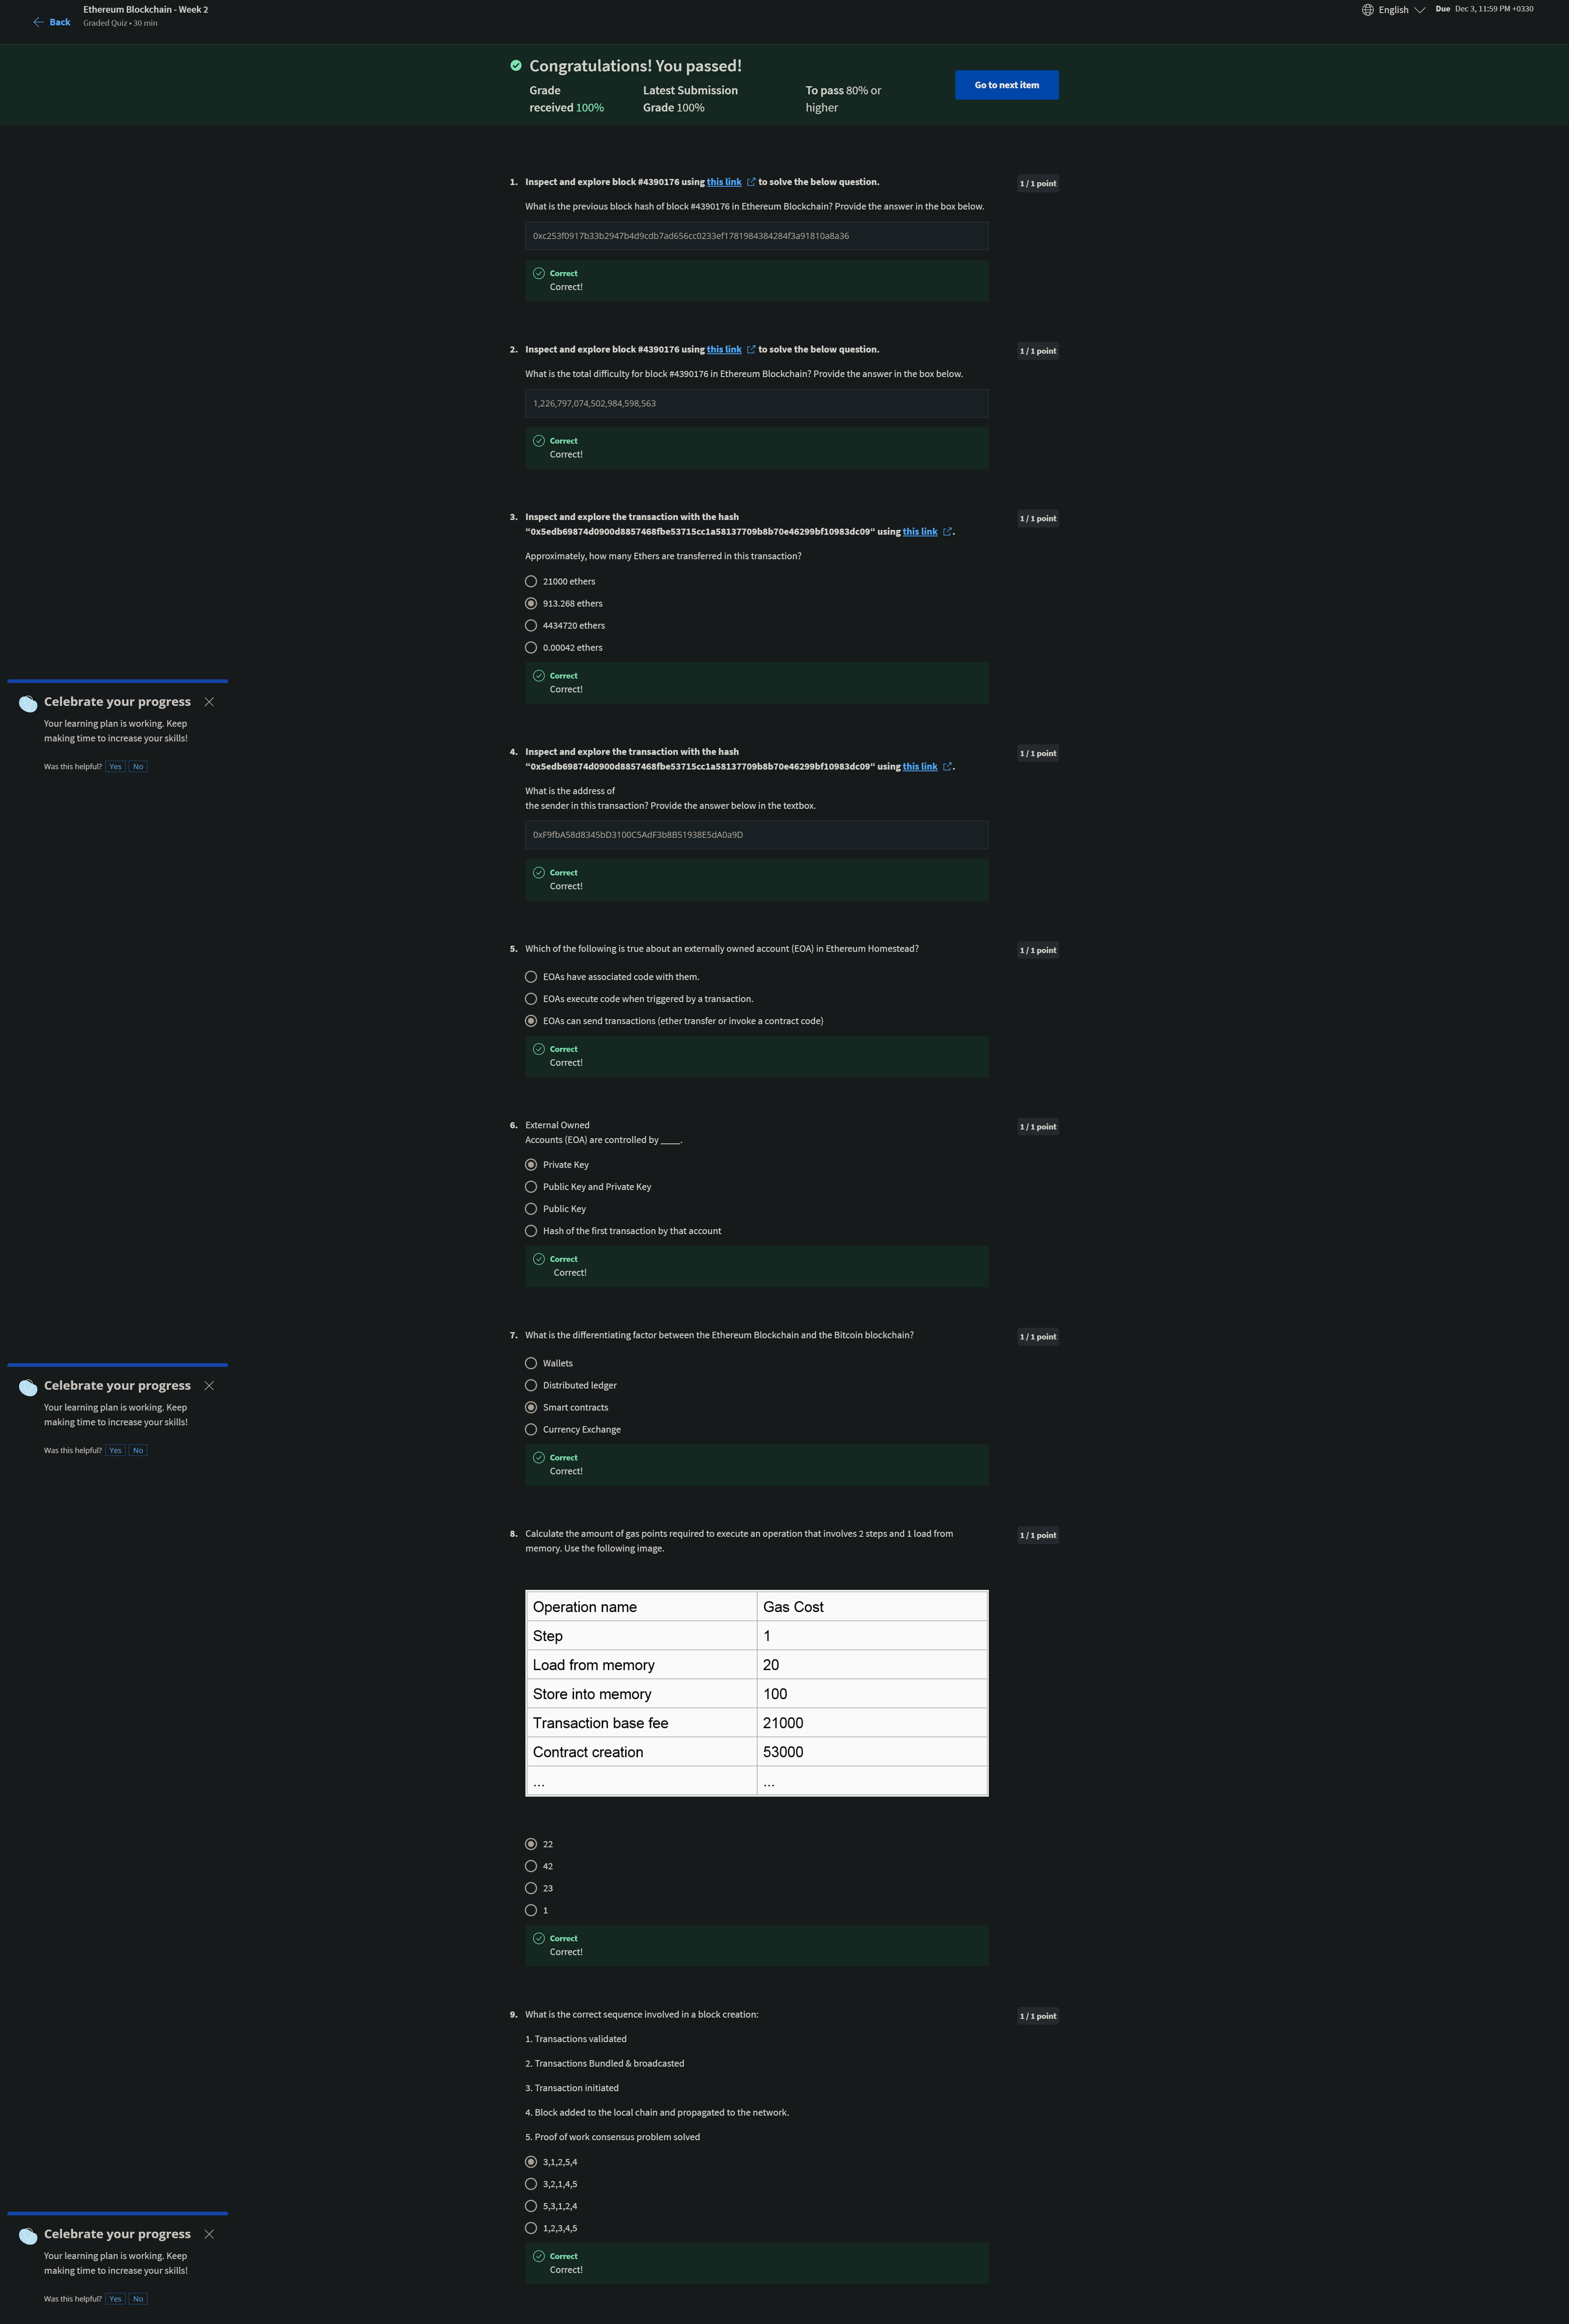 Back
Ethereum Blockchain - Week 2
Graded Quiz • 30 min
English
Due Dec 3, 11:59 PM +0330
Congratulations! You passed!
Grade
received 100%
Latest Submission
Grade 100%
To pass 80% or
higher
Go to next item
1. Inspect and explore block #4390176 using this link to solve the below question.
1 / 1 point
What is the previous block hash of block #4390176 in Ethereum Blockchain? Provide the answer in the box below.
0xc253f0917b33b2947b4d9cdb7ad656cc0233ef1781984384284f3a91810a8a36
Correct
Correct!
2. Inspect and explore block #4390176 using this link to solve the below question.
1 / 1 point
What is the total difficulty for block #4390176 in Ethereum Blockchain? Provide the answer in the box below.
1,226,797,074,502,984,598,563
Correct
Correct!
3. Inspect and explore the transaction with the hash
“0x5edb69874d0900d8857468fbe53715cc1a58137709b8b70e46299bf10983dc09“ using this link .
1 / 1 point
Approximately, how many Ethers are transferred in this transaction?
21000 ethers
913.268 ethers
4434720 ethers
0.00042 ethers
Correct
Correct!
Celebrate your progress
Your learning plan is working. Keep
making time to increase your skills!
Was this helpful? Yes No
4. Inspect and explore the transaction with the hash
“0x5edb69874d0900d8857468fbe53715cc1a58137709b8b70e46299bf10983dc09“ using this link .
1 / 1 point
What is the address of
the sender in this transaction? Provide the answer below in the textbox.
0xF9fbA58d8345bD3100C5AdF3b8B51938E5dA0a9D
Correct
Correct!
5. Which of the following is true about an externally owned account (EOA) in Ethereum Homestead?
1 / 1 point
EOAs have associated code with them.
EOAs execute code when triggered by a transaction.
EOAs can send transactions (ether transfer or invoke a contract code)
Correct
Correct!
6. External Owned
Accounts (EOA) are controlled by ____.
1 / 1 point
Private Key
Public Key and Private Key
Public Key
Hash of the first transaction by that account
Correct
Correct!
7. What is the differentiating factor between the Ethereum Blockchain and the Bitcoin blockchain?
1 / 1 point
Wallets
Distributed ledger
Smart contracts
Currency Exchange
Correct
Correct!
Celebrate your progress
Your learning plan is working. Keep
making time to increase your skills!
Was this helpful? Yes No
8. Calculate the amount of gas points required to execute an operation that involves 2 steps and 1 load from
memory. Use the following image.
1 / 1 point
Operation name Gas Cost
Step 1
Load from memory 20
Store into memory 100
Transaction base fee 21000
Contract creation 53000
... ...
22
42
23
1
Correct
Correct!
9. What is the correct sequence involved in a block creation:
1 / 1 point
1. Transactions validated
2. Transactions Bundled & broadcasted
3. Transaction initiated
4. Block added to the local chain and propagated to the network.
5. Proof of work consensus problem solved
3,1,2,5,4
3,2,1,4,5
5,3,1,2,4
1,2,3,4,5
Correct
Correct!
Celebrate your progress
Your learning plan is working. Keep
making time to increase your skills!
Was this helpful? Yes No